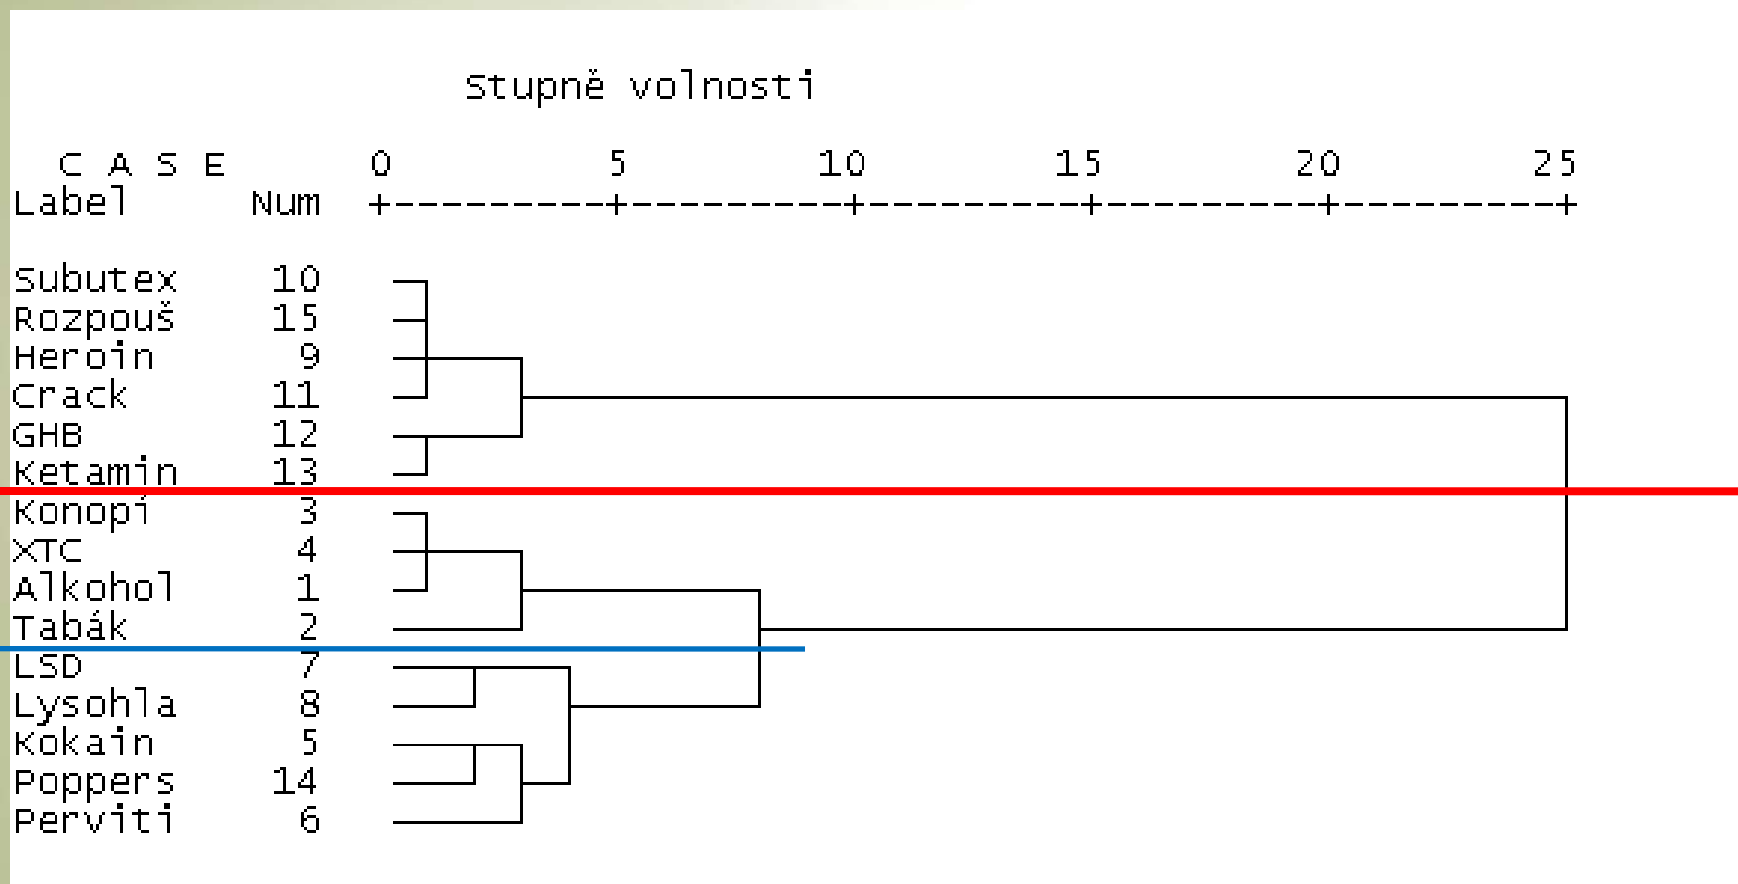 Stupně volnosti
C A S E 0 5 10 15 20 25
Label Num +---------+---------+---------+---------+---------+
Subutex 10
Rozpouš 15
Heroin 9
Crack 11
GHB 12
Ketamin 13
Konopí 3
XTC 4
Alkohol 1
Tabák 2
LSD 7
Lysohla 8
Kokain 5
Poppers 14
Perviti 6